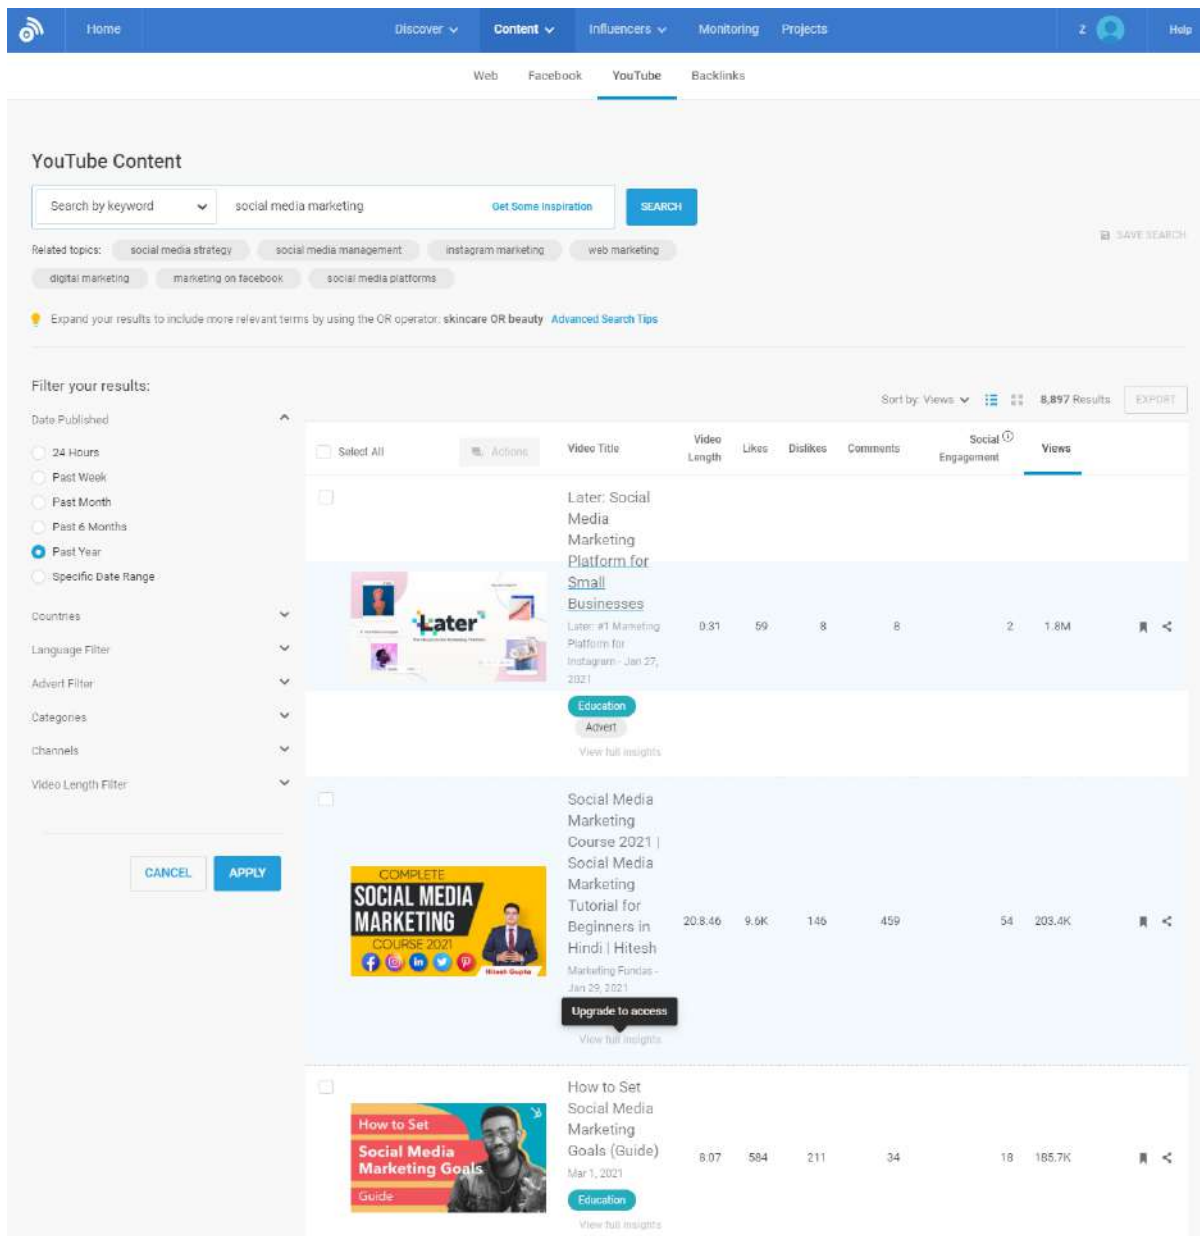 Home
Discover
Content
Influencers
Monitoring
Projects
Z
Help
Web
Facebook
YouTube
Backlinks
YouTube Content
Search by keyword
social media marketing
Get Some Inspiration
SEARCH
SAVE SEARCH
Related topics:
social media strategy
social media management
instagram marketing
web marketing
digital marketing
marketing on facebook
social media platforms
Expand your results to include more relevant terms by using the OR operator: skincare OR beauty Advanced Search Tips
Filter your results:
Date Published
24 Hours
Past Week
Past Month
Past 6 Months
Past Year
Specific Date Range
Countries
Language Filter
Advert Filter
Categories
Channels
Video Length Filter
CANCEL
APPLY
Sort by: Views
8,897 Results
EXPORT
Select All
Actions
Video Title
Video
Length
Likes
Dislikes
Comments
Social
Engagement
Views
Later
Later: Social
Media
Marketing
Platform for
Small
Businesses
Later: #1 Marketing
Platform for
Instagram - Jan 27,
2021
Education
Advert
View full insights
0:31
59
8
8
2
1.8M
COMPLETE
SOCIAL MEDIA
MARKETING
COURSE 2021
Hitesh Gupta
Social Media
Marketing
Course 2021 |
Social Media
Marketing
Tutorial for
Beginners in
Hindi | Hitesh
Marketing Fundas -
Jan 29, 2021
Upgrade to access
View full insights
20:8:46
9.6K
146
459
54
203.4K
How to Set
Social Media
Marketing Goals
Guide
How to Set
Social Media
Marketing
Goals (Guide)
Mar 1, 2021
Education
View full insights
8:07
584
211
34
18
185.7K